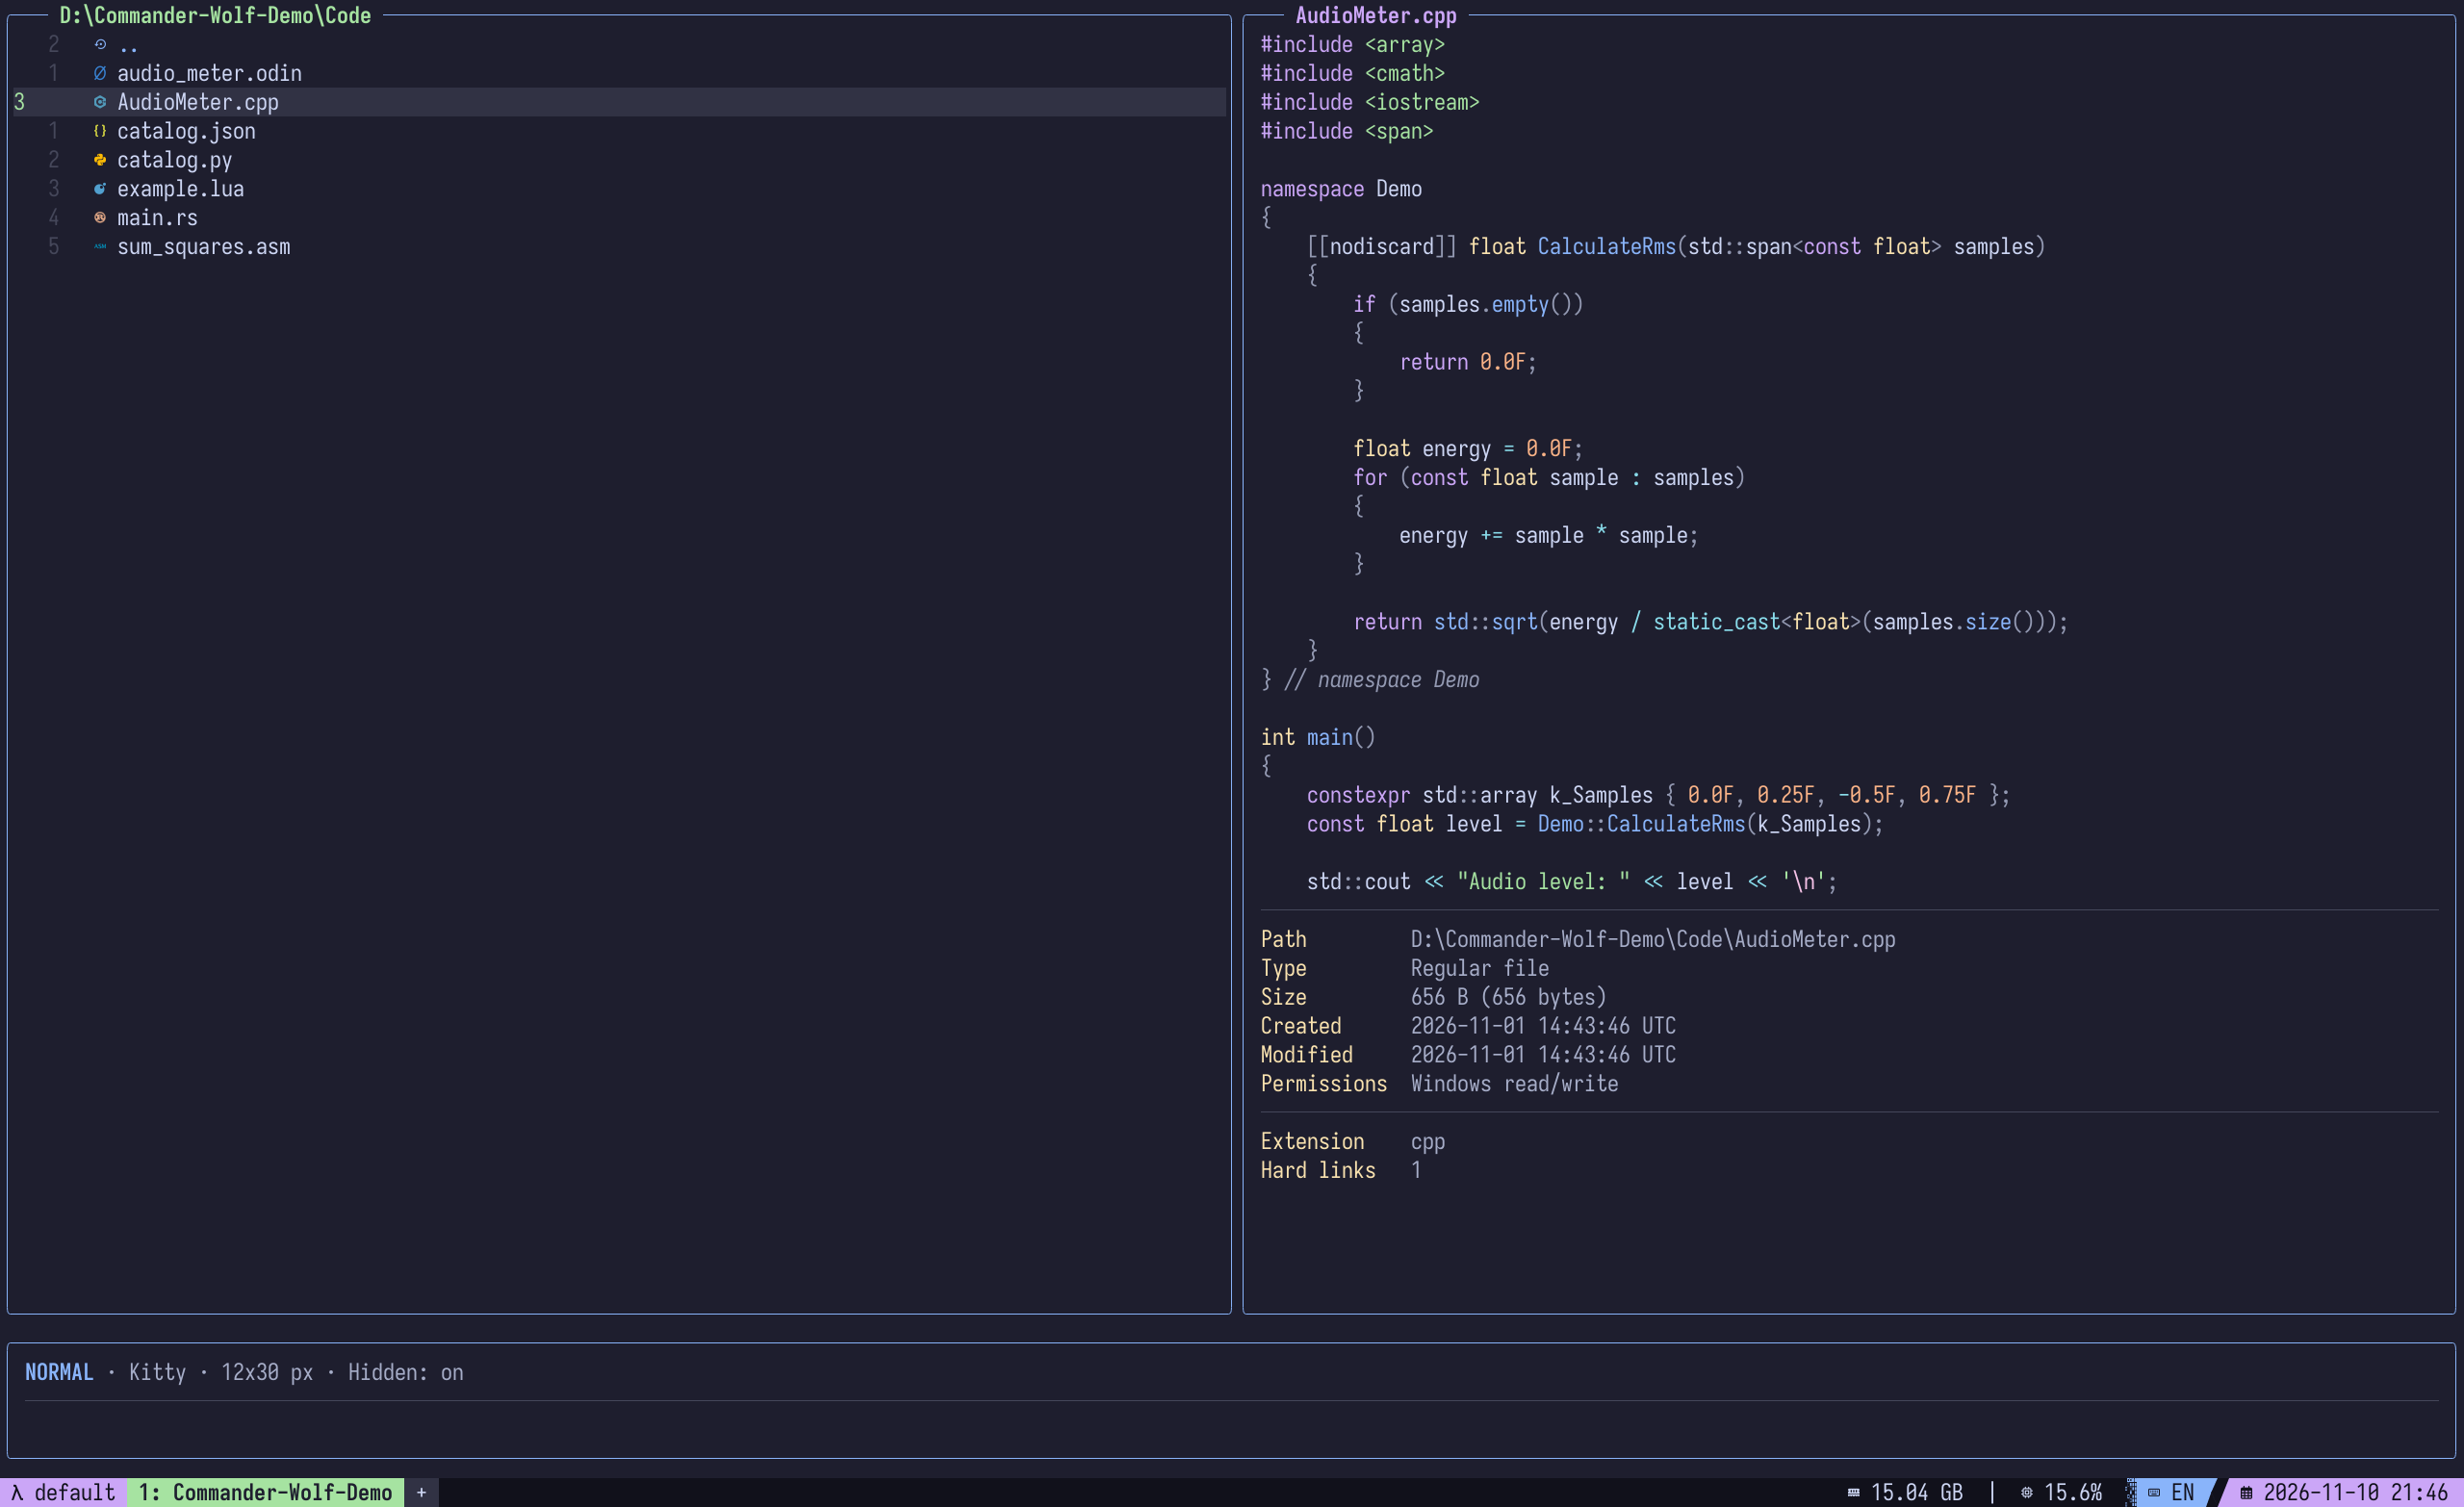 D:\Commander-Wolf-Demo\Code
2 ..
1 audio_meter.odin
3 AudioMeter.cpp
1 {} catalog.json
2 catalog.py
3 example.lua
4 main.rs
5 ASM sum_squares.asm
AudioMeter.cpp
#include <array>
#include <cmath>
#include <iostream>
#include <span>

namespace Demo
{
    [[nodiscard]] float CalculateRms(std::span<const float> samples)
    {
        if (samples.empty())
        {
            return 0.0F;
        }

        float energy = 0.0F;
        for (const float sample : samples)
        {
            energy += sample * sample;
        }

        return std::sqrt(energy / static_cast<float>(samples.size()));
    }
} // namespace Demo

int main()
{
    constexpr std::array k_Samples { 0.0F, 0.25F, -0.5F, 0.75F };
    const float level = Demo::CalculateRms(k_Samples);

    std::cout << "Audio level: " << level << '\n';
Path D:\Commander-Wolf-Demo\Code\AudioMeter.cpp
Type Regular file
Size 656 B (656 bytes)
Created 2026-11-01 14:43:46 UTC
Modified 2026-11-01 14:43:46 UTC
Permissions Windows read/write
Extension cpp
Hard links 1
NORMAL · Kitty · 12x30 px · Hidden: on
λ default 1: Commander-Wolf-Demo + 15.04 GB | 15.6% EN 2026-11-10 21:46